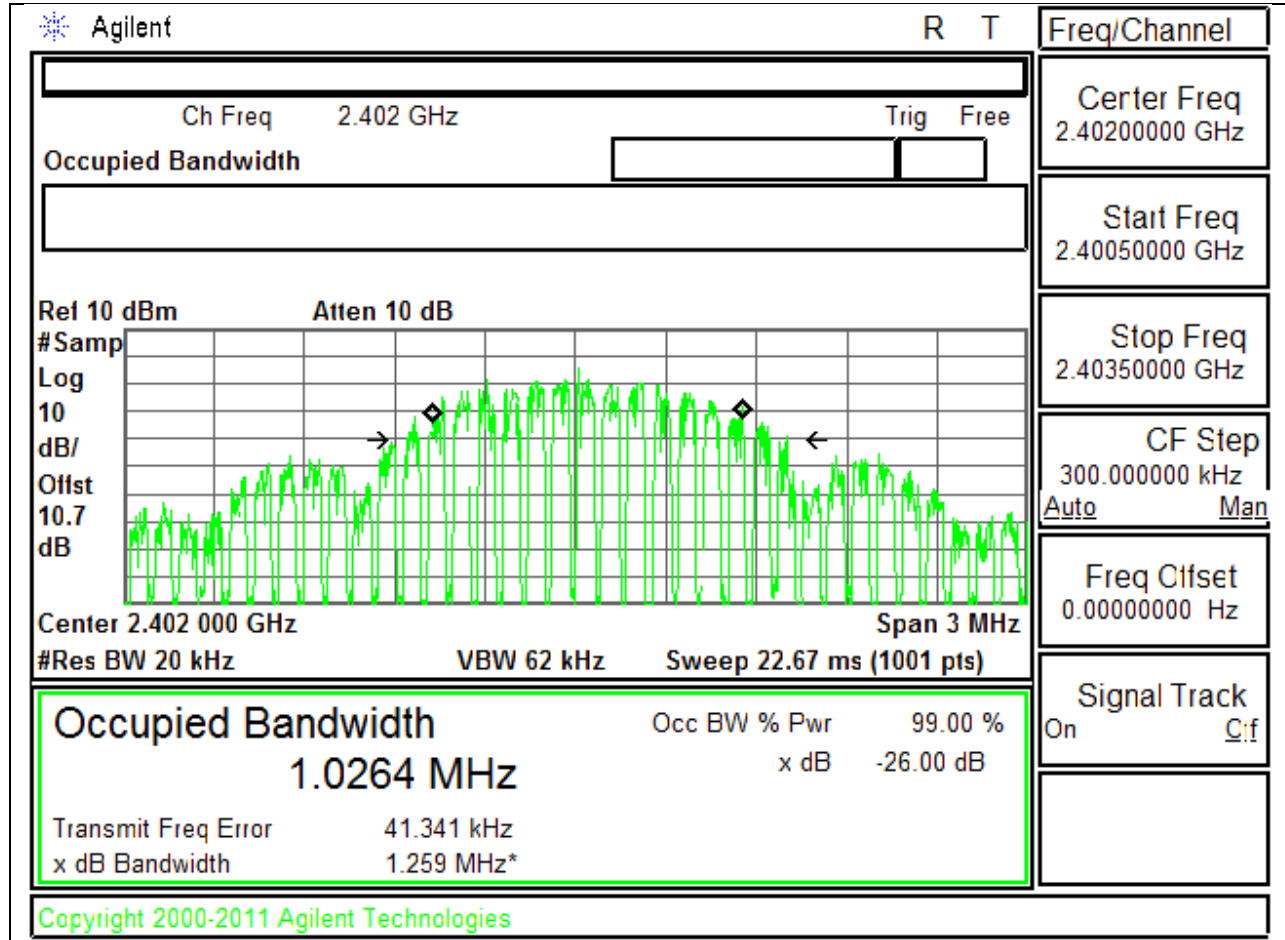 Agilent R T
Ch Freq 2.402 GHz Trig Free
Occupied Bandwidth
Ref 10 dBm Atten 10 dB
#Samp
Log
10
dB/
Offst
10.7
dB
Center 2.402 000 GHz Span 3 MHz
#Res BW 20 kHz VBW 62 kHz Sweep 22.67 ms (1001 pts)
Occupied Bandwidth
1.0264 MHz
Occ BW % Pwr 99.00 %
x dB -26.00 dB
Transmit Freq Error 41.341 kHz
x dB Bandwidth 1.259 MHz*
Copyright 2000-2011 Agilent Technologies
Freq/Channel
Center Freq
2.40200000 GHz
Start Freq
2.40050000 GHz
Stop Freq
2.40350000 GHz
CF Step
300.000000 kHz
Auto Man
Freq Offset
0.00000000 Hz
Signal Track
On Off